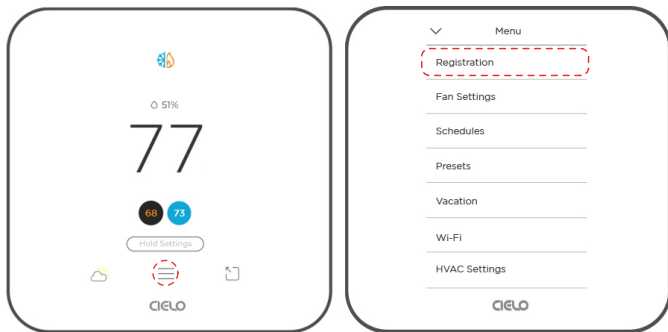 51%
77
68 73
Hold Settings
CIELO
Menu
Registration
Fan Settings
Schedules
Presets
Vacation
Wi-Fi
HVAC Settings
CIELO